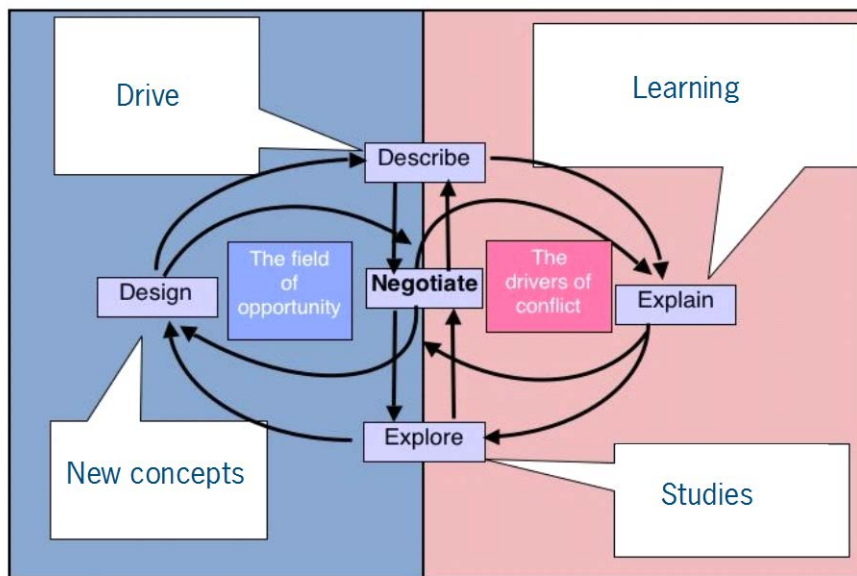 Drive
Learning
Describe
The field
of
opportunity
Negotiate
The
drivers of
conflict
Design
Explain
Explore
New concepts
Studies